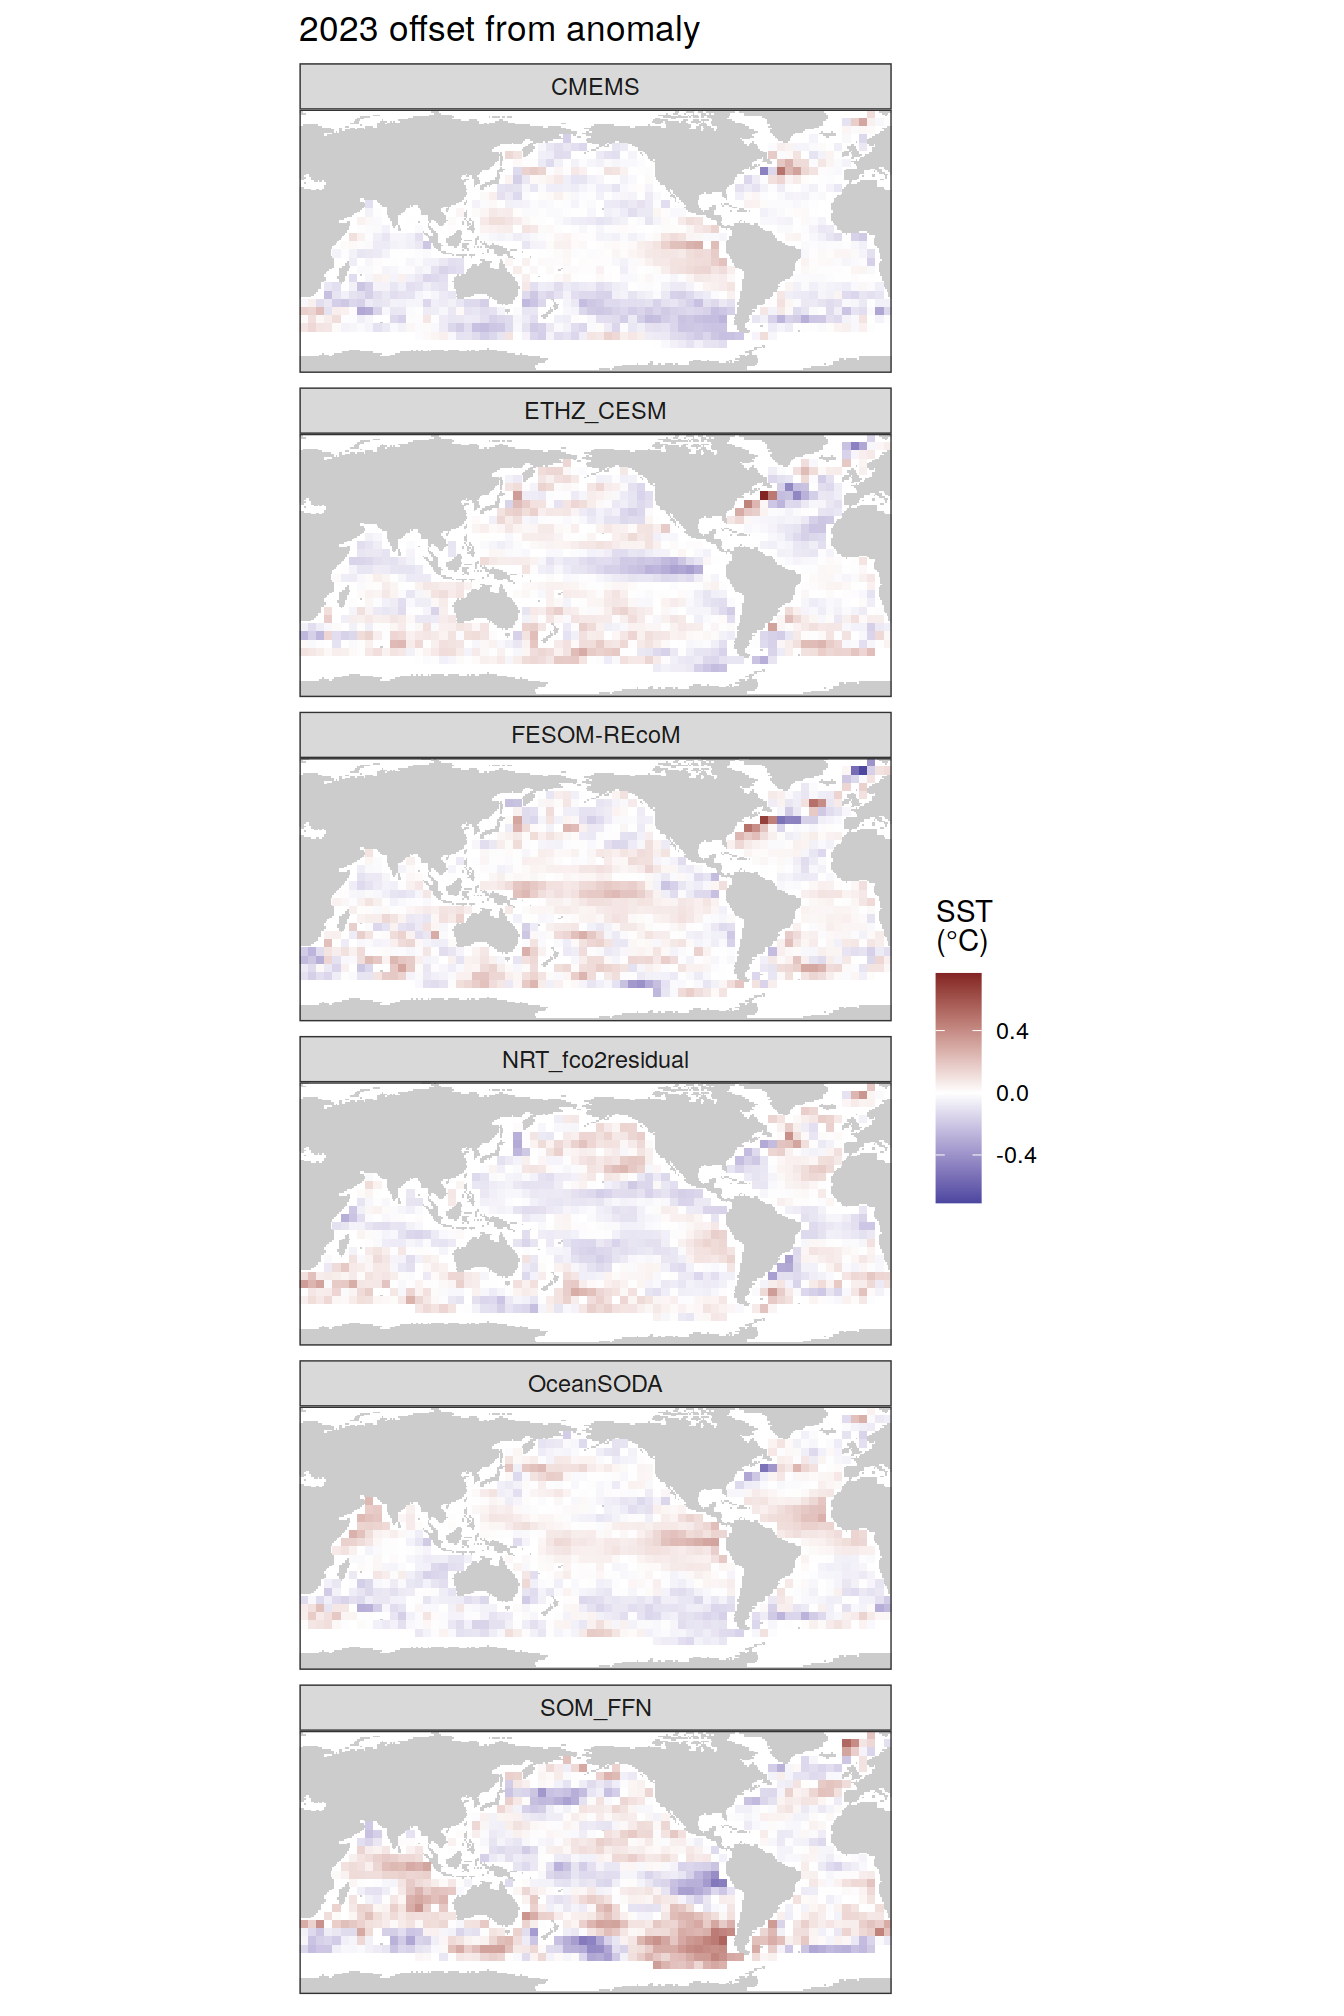 2023 offset from anomaly
CMEMS
ETHZ_CESM
FESOM-REcoM
NRT_fco2residual
OceanSODA
SOM_FFN
SST
(°C)
0.4
0.0
-0.4